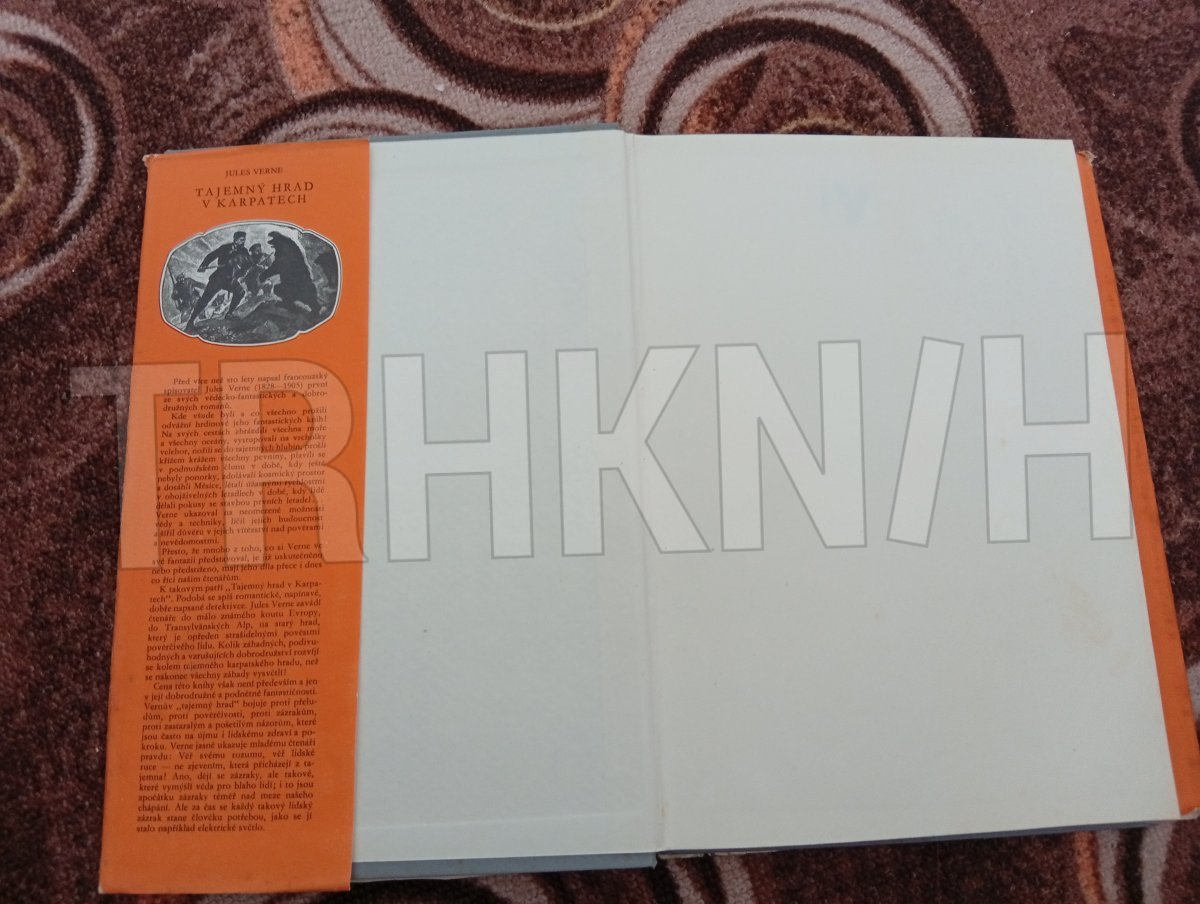 JULES VERNE
TAJEMNÝ HRAD
V KARPATECH
Před více než sto lety napsal francouzský
spisovatel Jules Verne (1828—1905) první
ze svých vědecko-fantastických a dobro-
družných románů.
Kde všude byli a co všechno prožili
odvážní hrdinové jeho fantastických knih!
Na svých cestách zbrázdili všechna moře
a všechny oceány, vystupovali na vrcholky
velehor, nořili se do tajemných hlubin, prošli
křížem krážem všechny pevniny, plavili se
v podmořském člunu v době, kdy ještě
nebyly ponorky, zdolávali kosmický prostor
a dosáhli Měsíce, létali úžasnými rychlostmi
v obojživelných letadlech v době, kdy lidé
dělali pokusy se stavbou prvních letadel
Verne ukazoval na neomezené možnosti
vědy a techniky, líčil jejich budoucnost
a šířil důvěru v jejich vítězství nad pověrami
a nevědomostmi.
Přesto, že mnoho z toho, co si Verne ve
své fantazii představoval, je již uskutečněno
nebo předstiženo, mají jeho díla přece i dnes
co říci našim čtenářům.
K takovým patří „Tajemný hrad v Karpa-
tech“. Podobá se spíš romantické, napínavé,
dobře napsané detektivce. Jules Verne zavádí
čtenáře do málo známého koutu Evropy,
do Transylvánských Alp, na starý hrad,
který je opředen strašidelnými pověstmi
pověrčivého lidu. Kolik záhadných, podivu-
hodných a vzrušujících dobrodružství rozvíjí
se kolem tajemného karpatského hradu, než
se nakonec všechny záhady vysvětlí!
Cena této knihy však není především a jen
v její dobrodružné a podnětné fantastičnosti.
Vernův „tajemný hrad“ bojuje proti přelu-
dům, proti pověrčivosti, proti zázrakům,
proti zastaralým a pošetilým názorům, které
jsou často na újmu i lidskému zdraví a po-
kroku. Verne jasně ukazuje mladému čtenáři
pravdu: Věř svému rozumu, věř lidské
ruce — ne zjevením, která přicházejí z ta-
jemna! Ano, dějí se zázraky, ale takové,
které vymýšlí věda pro blaho lidí; i to jsou
zpočátku zázraky téměř nad meze našeho
chápání. Ale za čas se každý takový lidský
zázrak stane člověku potřebou, jako se jí
stalo například elektrické světlo.
TRHKNIH